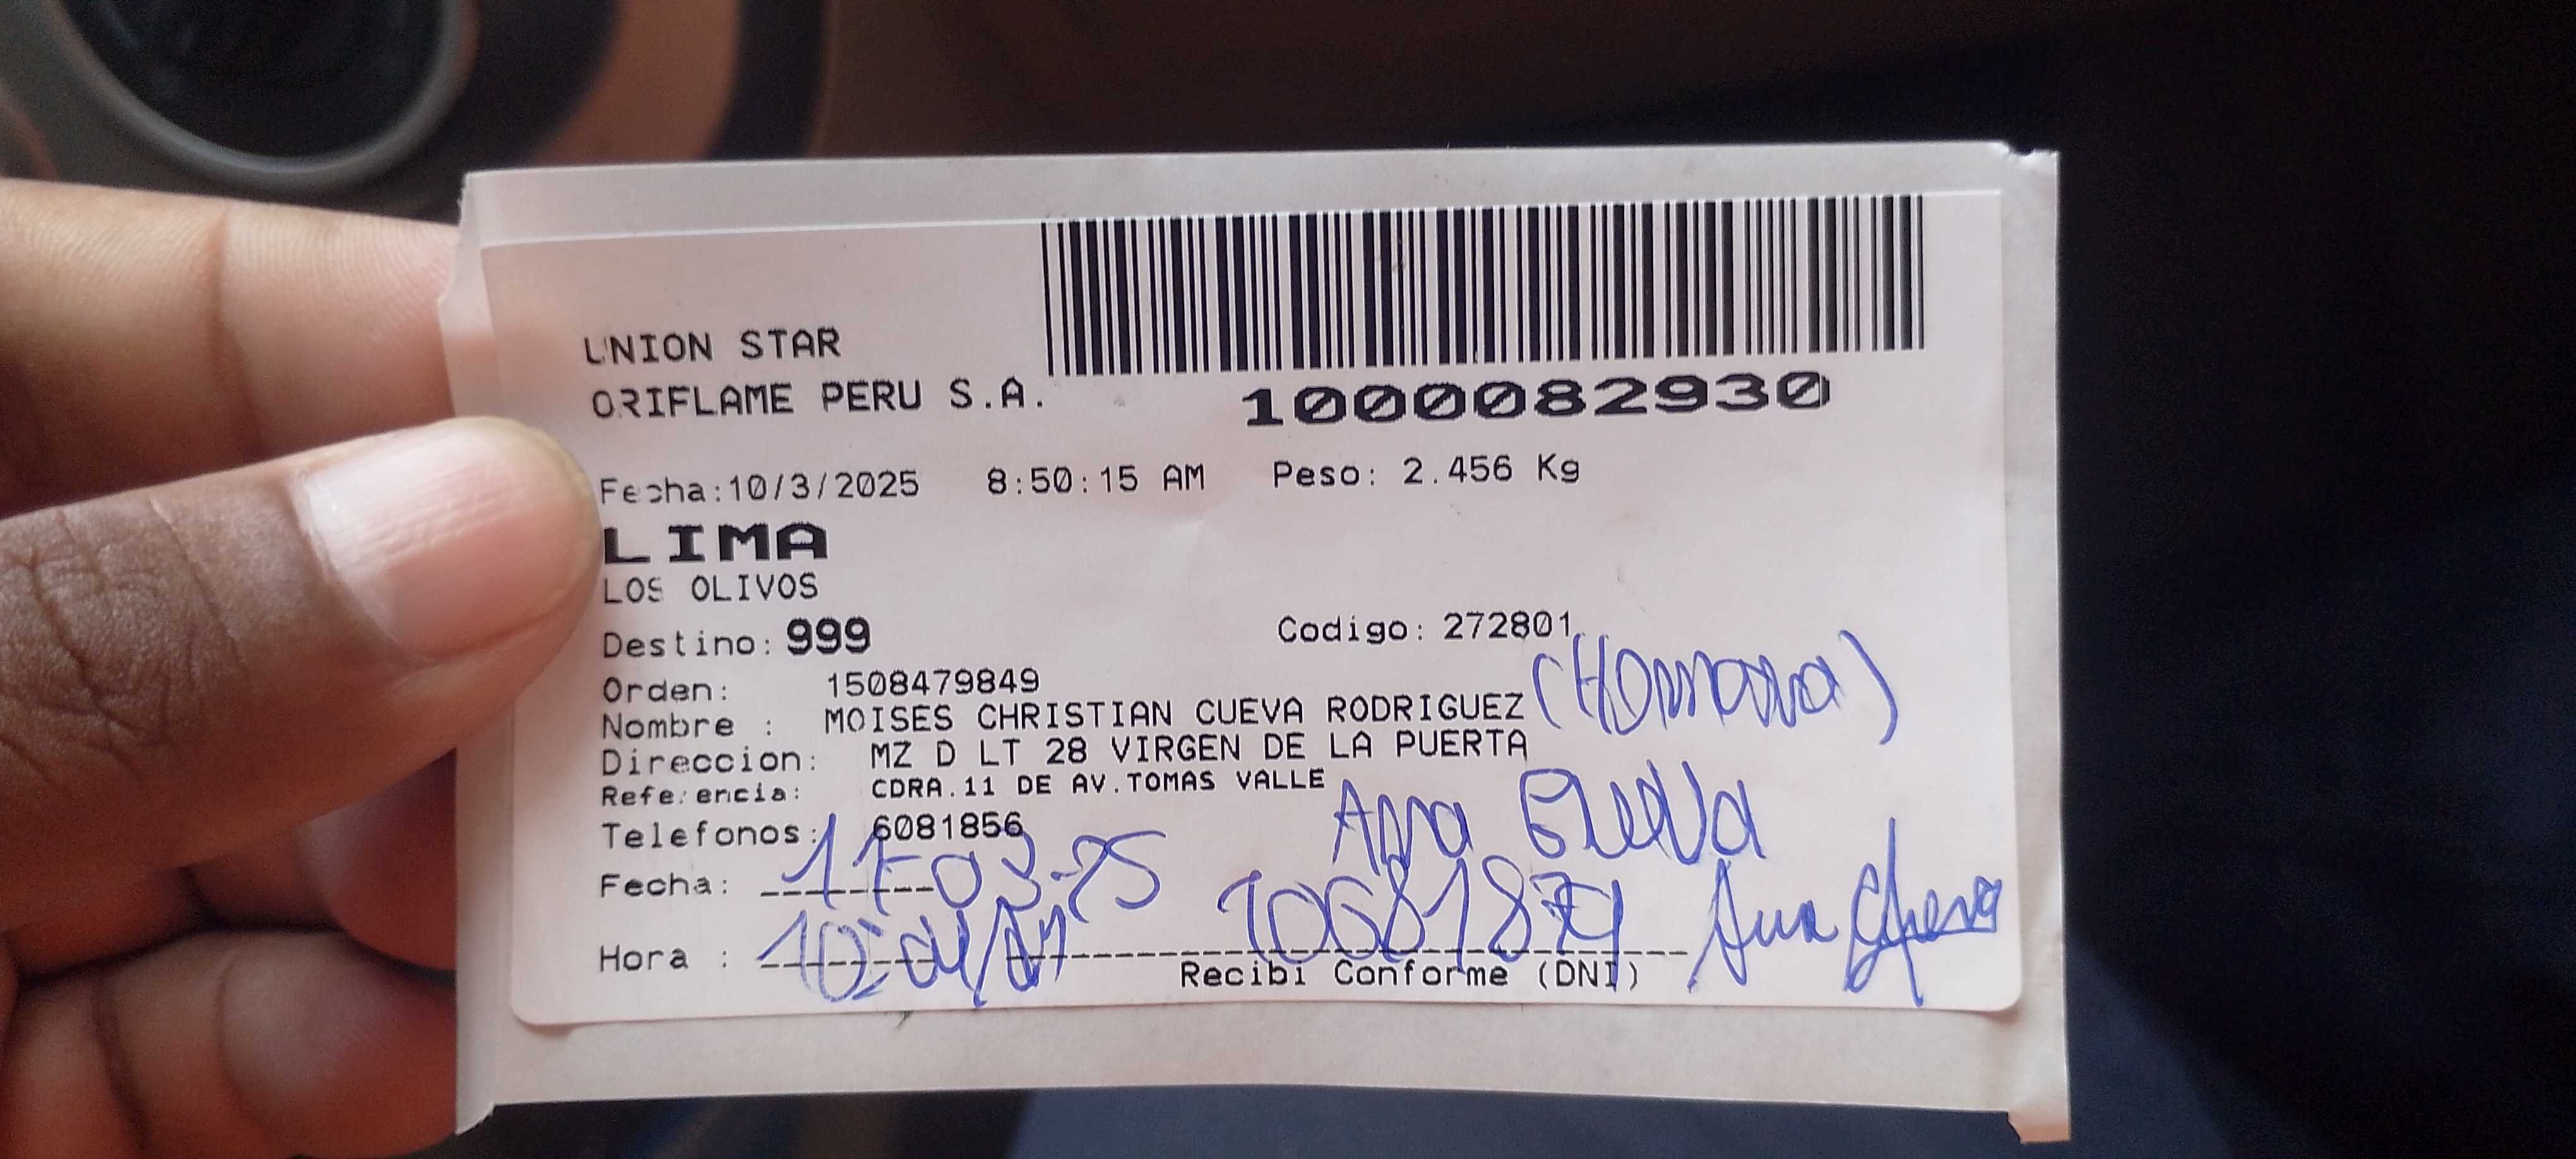 UNION STAR
ORIFLAME PERU S.A.
1000082930
Fecha:10/3/2025 8:50:15 AM Peso: 2.456 Kg
LIMA
LOS OLIVOS
Destino: 999 Codigo: 272801
Orden: 1508479849
Nombre : MOISES CHRISTIAN CUEVA RODRIGUEZ (Hermana)
Direccion: MZ D LT 28 VIRGEN DE LA PUERTA
Referencia: CDRA.11 DE AV.TOMAS VALLE
Ana Cueva
Telefonos: 6081856
Fecha: 11-03-25
Hora : 10:
Ana Cueva
Recibi Conforme (DNI)